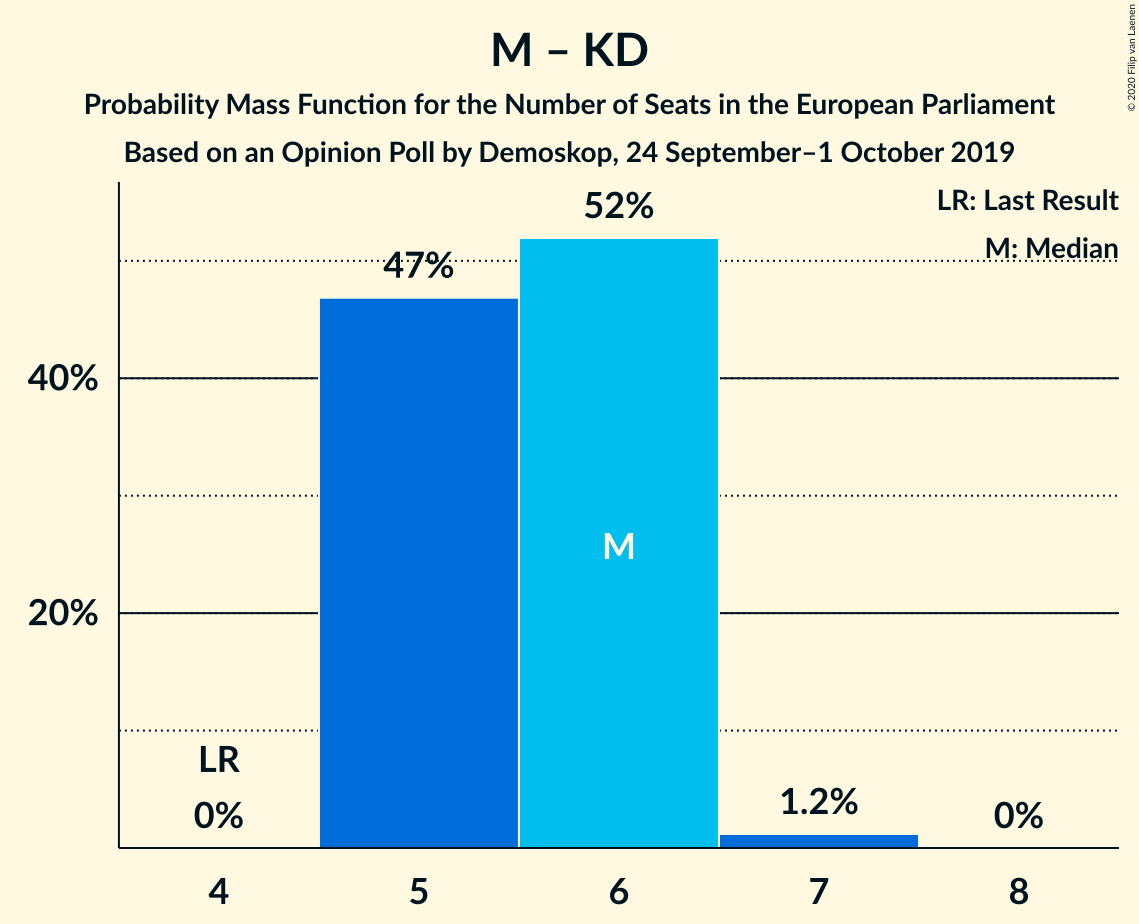 M – KD
Probability Mass Function for the Number of Seats in the European Parliament
Based on an Opinion Poll by Demoskop, 24 September–1 October 2019
© 2020 Filip van Laenen
LR: Last Result
M: Median
52%
47%
40%
M
20%
LR
0%
1.2%
0%
4
5
6
7
8